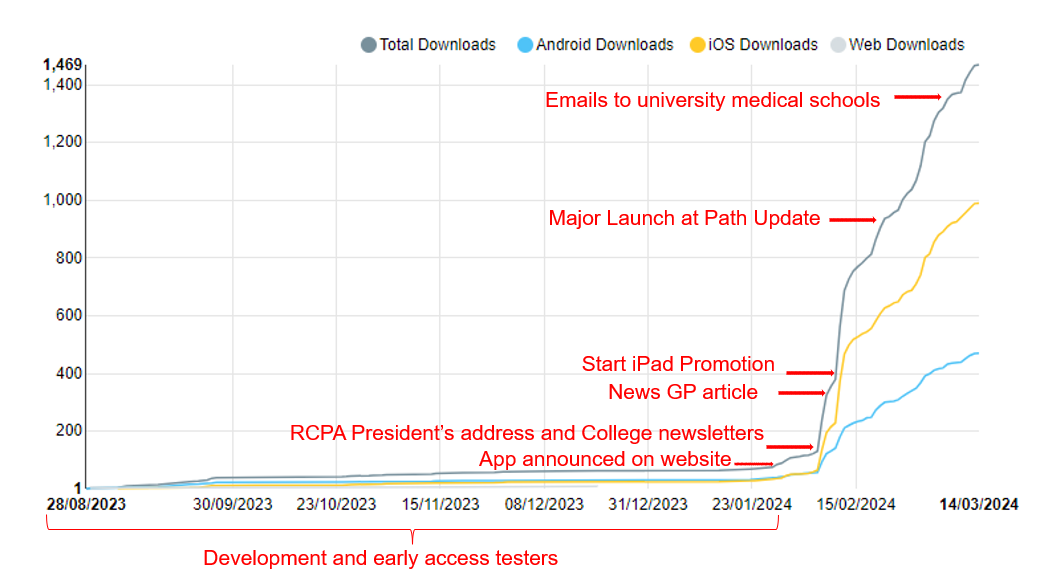 Total Downloads Android Downloads iOS Downloads Web Downloads
1,469
1,400
Emails to university medical schools
1,200
1,000
Major Launch at Path Update
800
600
Start iPad Promotion
400
News GP article
RCPA President's address and College newsletters
200
App announced on website
1
28/08/2023 30/09/2023 23/10/2023 15/11/2023 08/12/2023 31/12/2023 23/01/2024 15/02/2024 14/03/2024
Development and early access testers